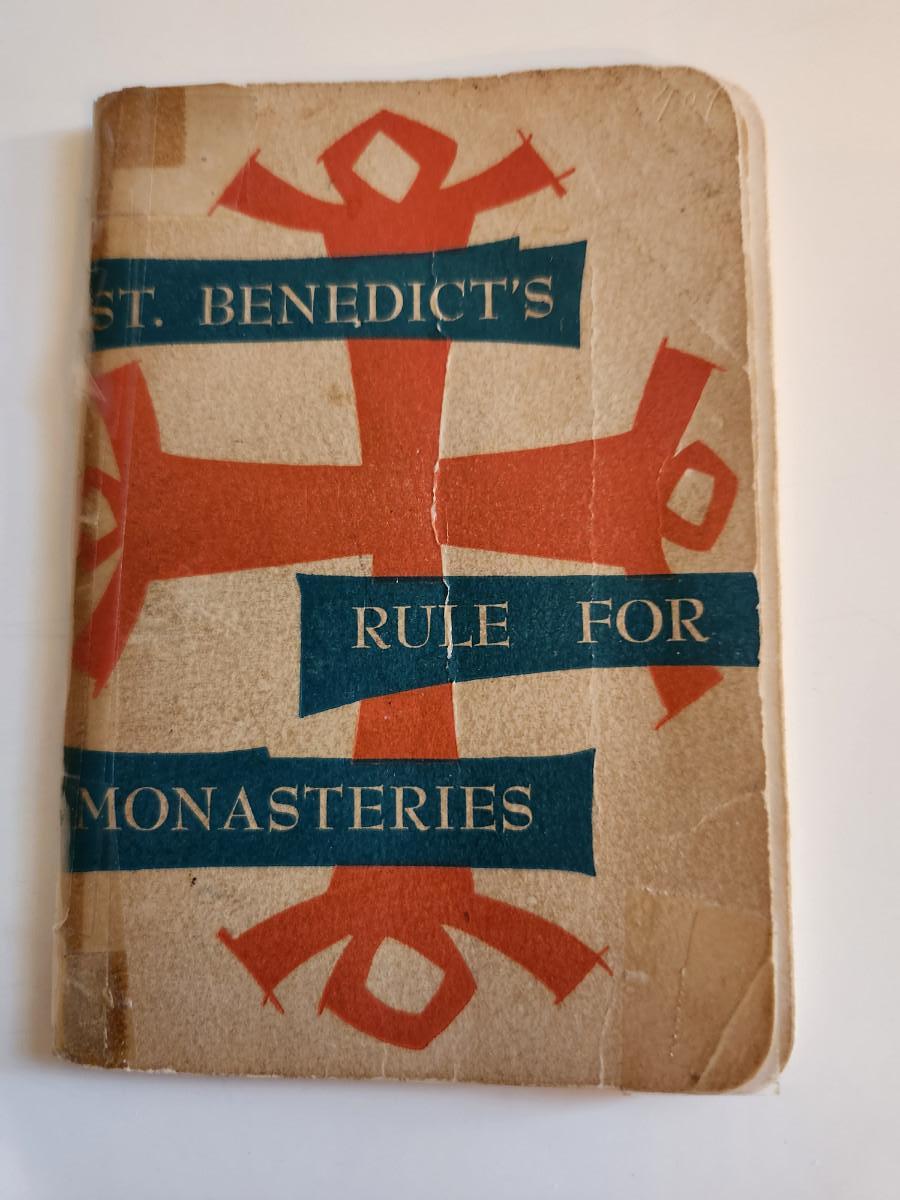 ST. BENEDICT'S
RULE FOR
MONASTERIES